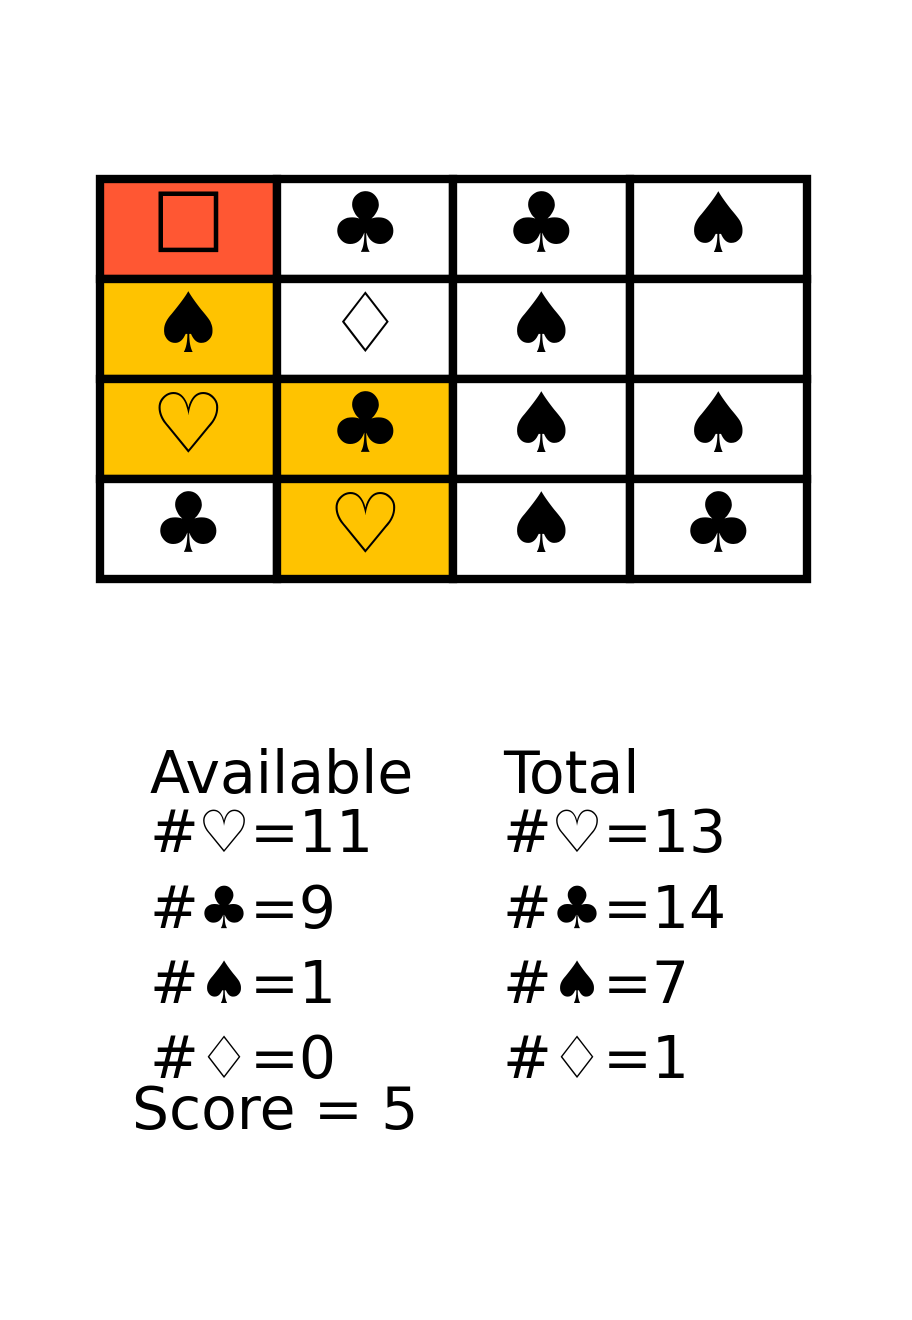 □ ♣ ♣ ♠
♠ ♢ ♠
♡ ♣ ♠ ♠
♣ ♡ ♠ ♣
Available Total
#♡=11 #♡=13
#♣=9 #♣=14
#♠=1 #♠=7
#♢=0 #♢=1
Score = 5